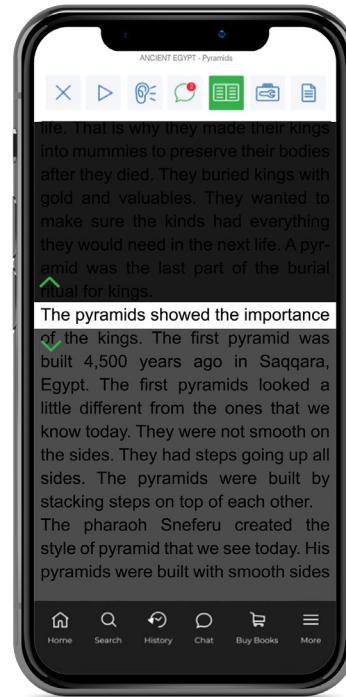 ANCIENT EGYPT - Pyramids
2
life. That is why they made their kings
into mummies to preserve their bodies
after they died. They buried kings with
gold and valuables. They wanted to
make sure the kinds had everything
they would need in the next life. A pyr-
amid was the last part of the burial
ritual for kings.
The pyramids showed the importance
of the kings. The first pyramid was
built 4,500 years ago in Saqqara,
Egypt. The first pyramids looked a
little different from the ones that we
know today. They were not smooth on
the sides. They had steps going up all
sides. The pyramids were built by
stacking steps on top of each other.
The pharaoh Sneferu created the
style of pyramid that we see today. His
pyramids were built with smooth sides
Home Search History Chat Buy Books More